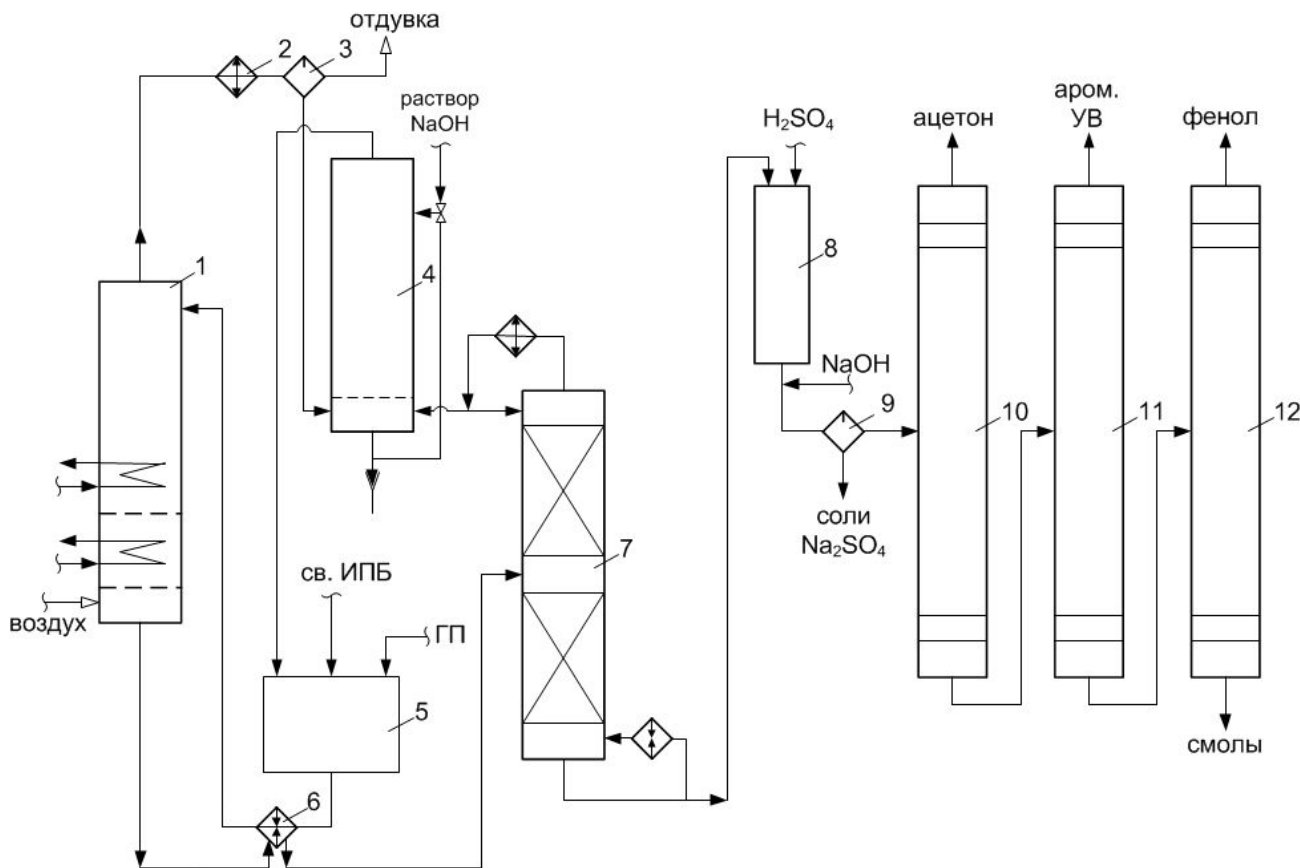 отдувка
2
3
раствор
NaOH
H₂SO₄
ацетон
аром.
УВ
фенол
1
4
8
NaOH
9
10
11
12
соли
Na₂SO₄
7
св. ИПБ
воздух
ГП
5
смолы
6